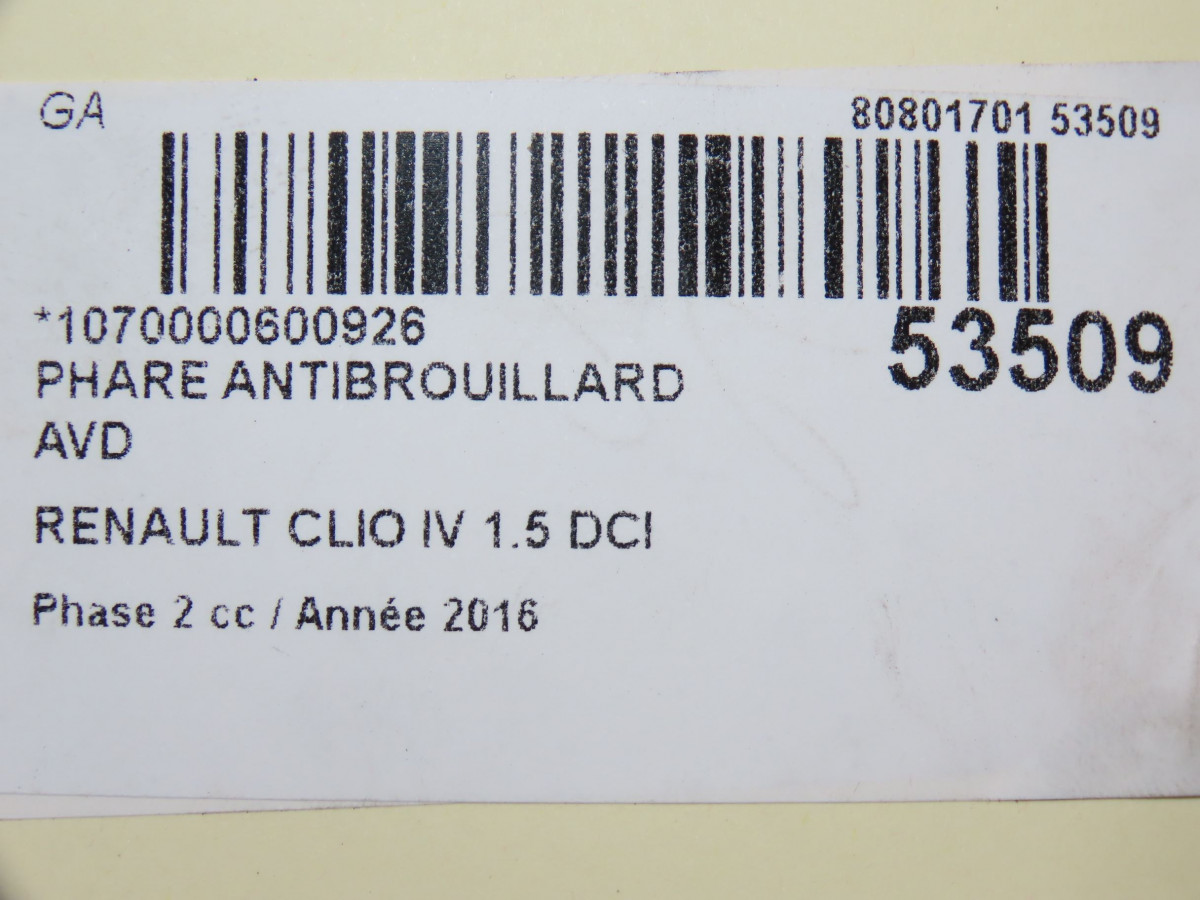 GA
80801701 53509
*1070000600926
53509
PHARE ANTIBROUILLARD
AVD
RENAULT CLIO IV 1.5 DCI
Phase 2 cc / Année 2016